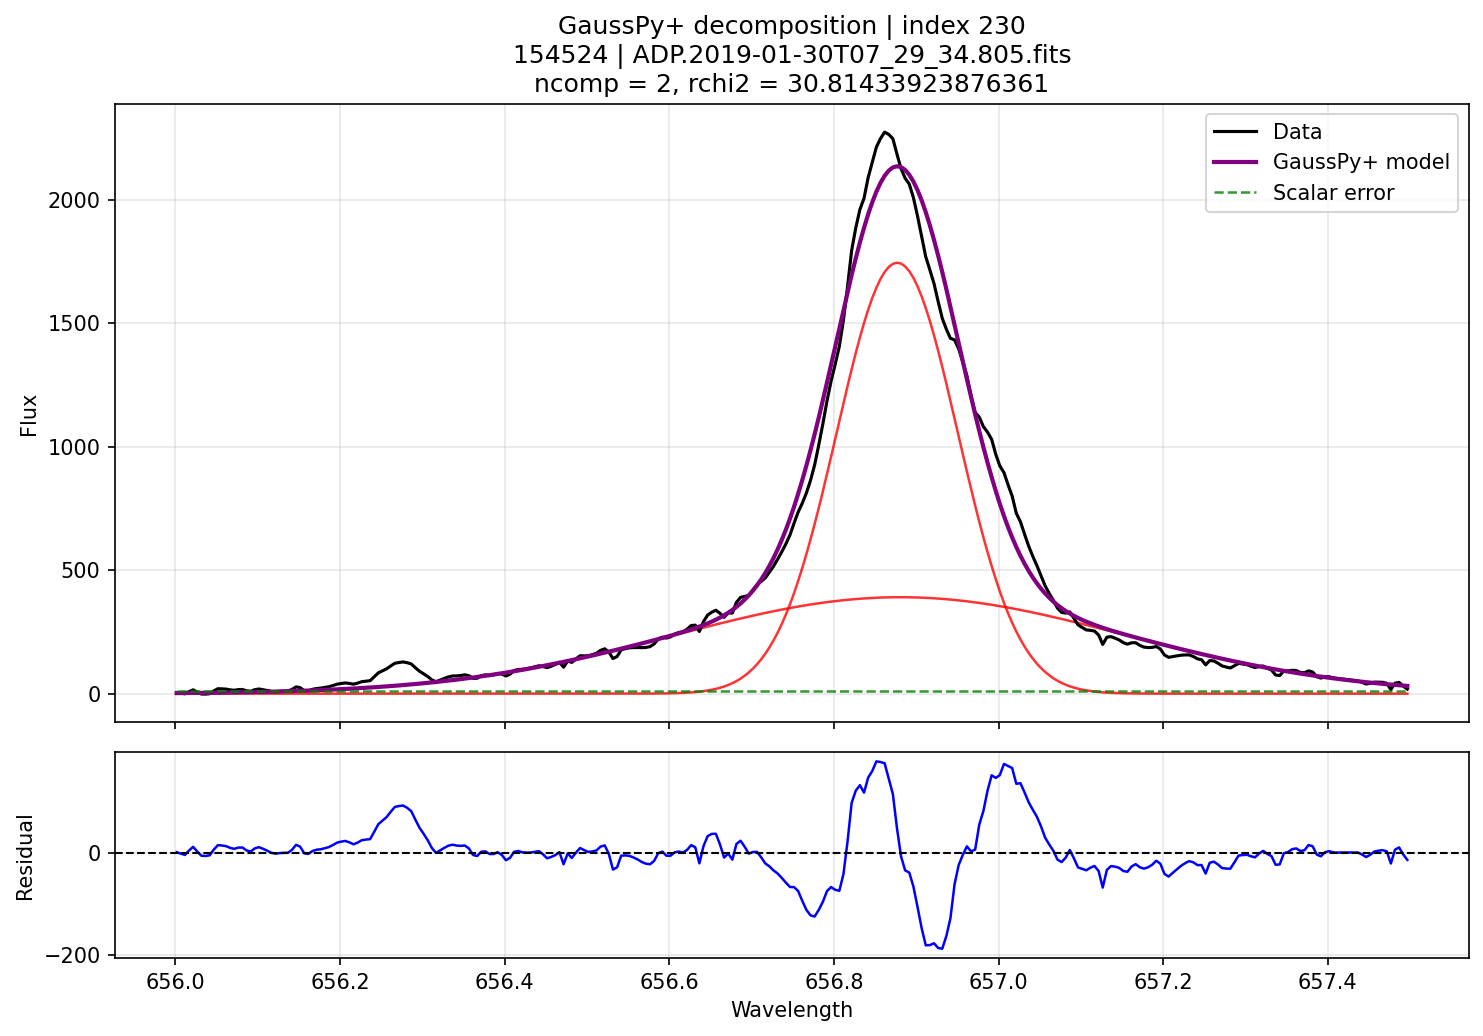 GaussPy+ decomposition | index 230
154524 | ADP.2019-01-30T07_29_34.805.fits
ncomp = 2, rchi2 = 30.81433923876361
Data
GaussPy+ model
Scalar error
Flux
2000
1500
1000
500
0
Residual
0
−200
656.0 656.2 656.4 656.6 656.8 657.0 657.2 657.4
Wavelength